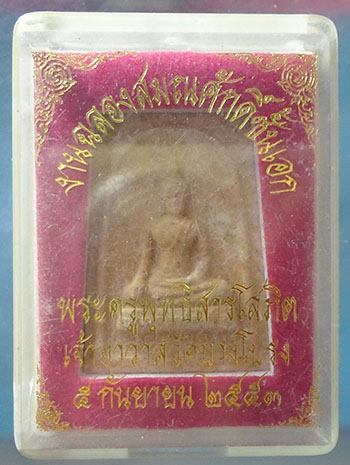 งานฉลองสมณศักดิ์ชั้นเอก
พระครูพุทธิสารโสภิต
เจ้าอาวาส
๕ กันยายน ๒๕๕๓